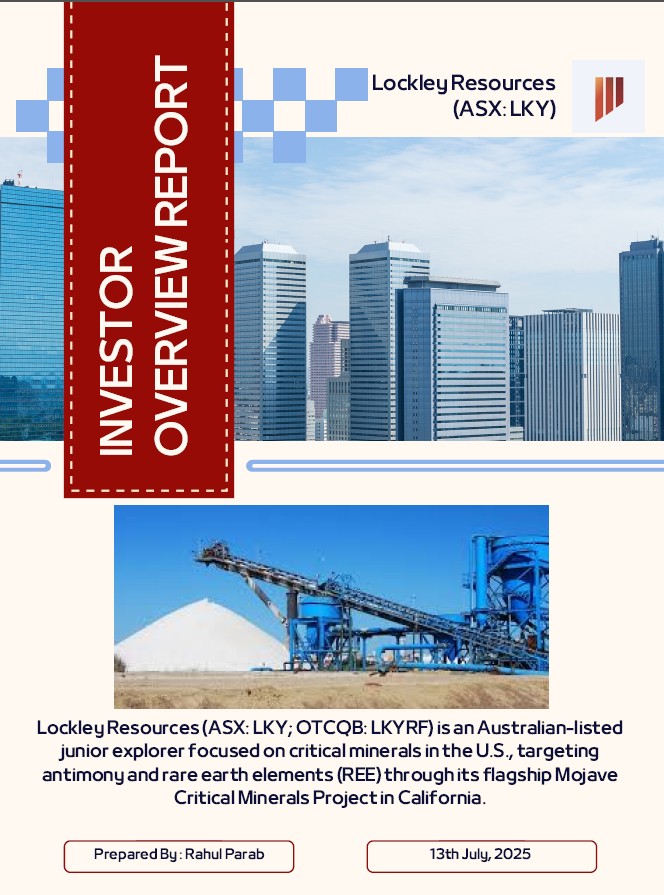 Lockley Resources
(ASX: LKY)
INVESTOR
OVERVIEW REPORT
Lockley Resources (ASX: LKY; OTCQB: LKYRF) is an Australian-listed
junior explorer focused on critical minerals in the U.S., targeting
antimony and rare earth elements (REE) through its flagship Mojave
Critical Minerals Project in California.
Prepared By : Rahul Parab
13th July, 2025